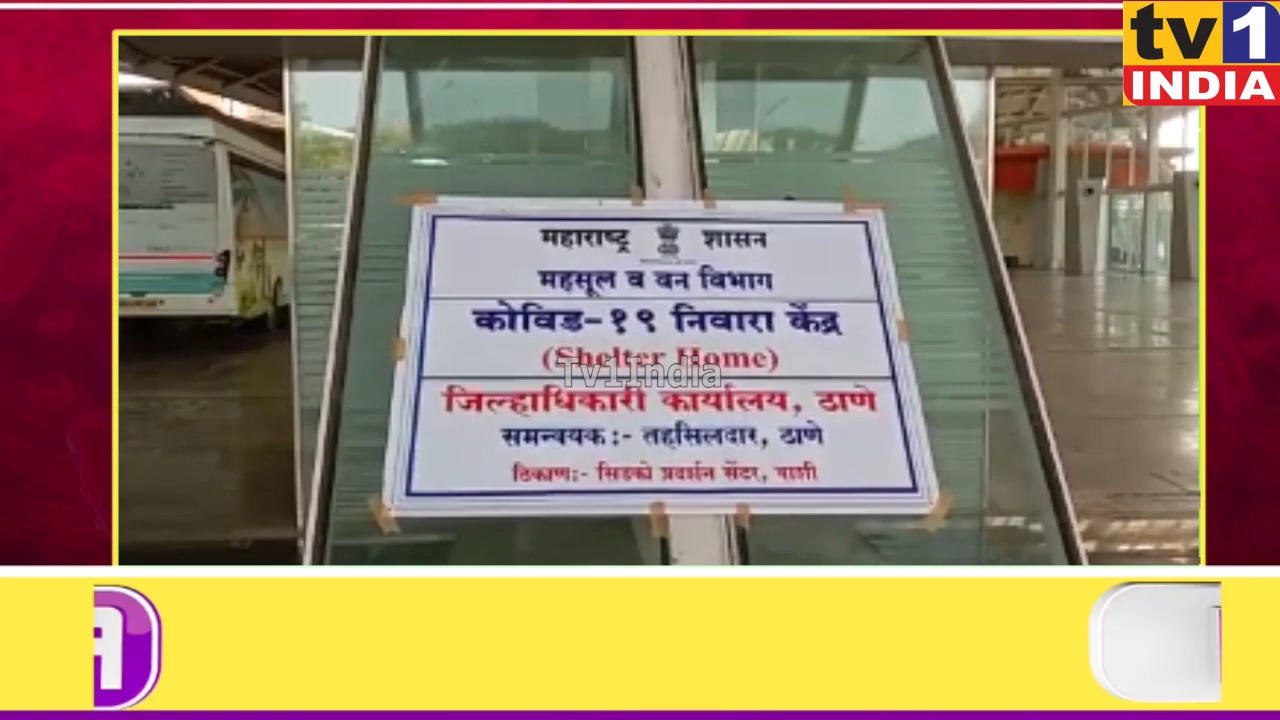 tv1
INDIA
महाराष्ट्र शासन
महसूल व वन विभाग
कोविड-१९ निवारा केंद्र
(Shelter Home)
Tv1India
जिल्हाधिकारी कार्यालय, ठाणे
समन्वयक:- तहसिलदार, ठाणे
ठिकाण:- सिडको प्रदर्शन सेंटर, वाशी